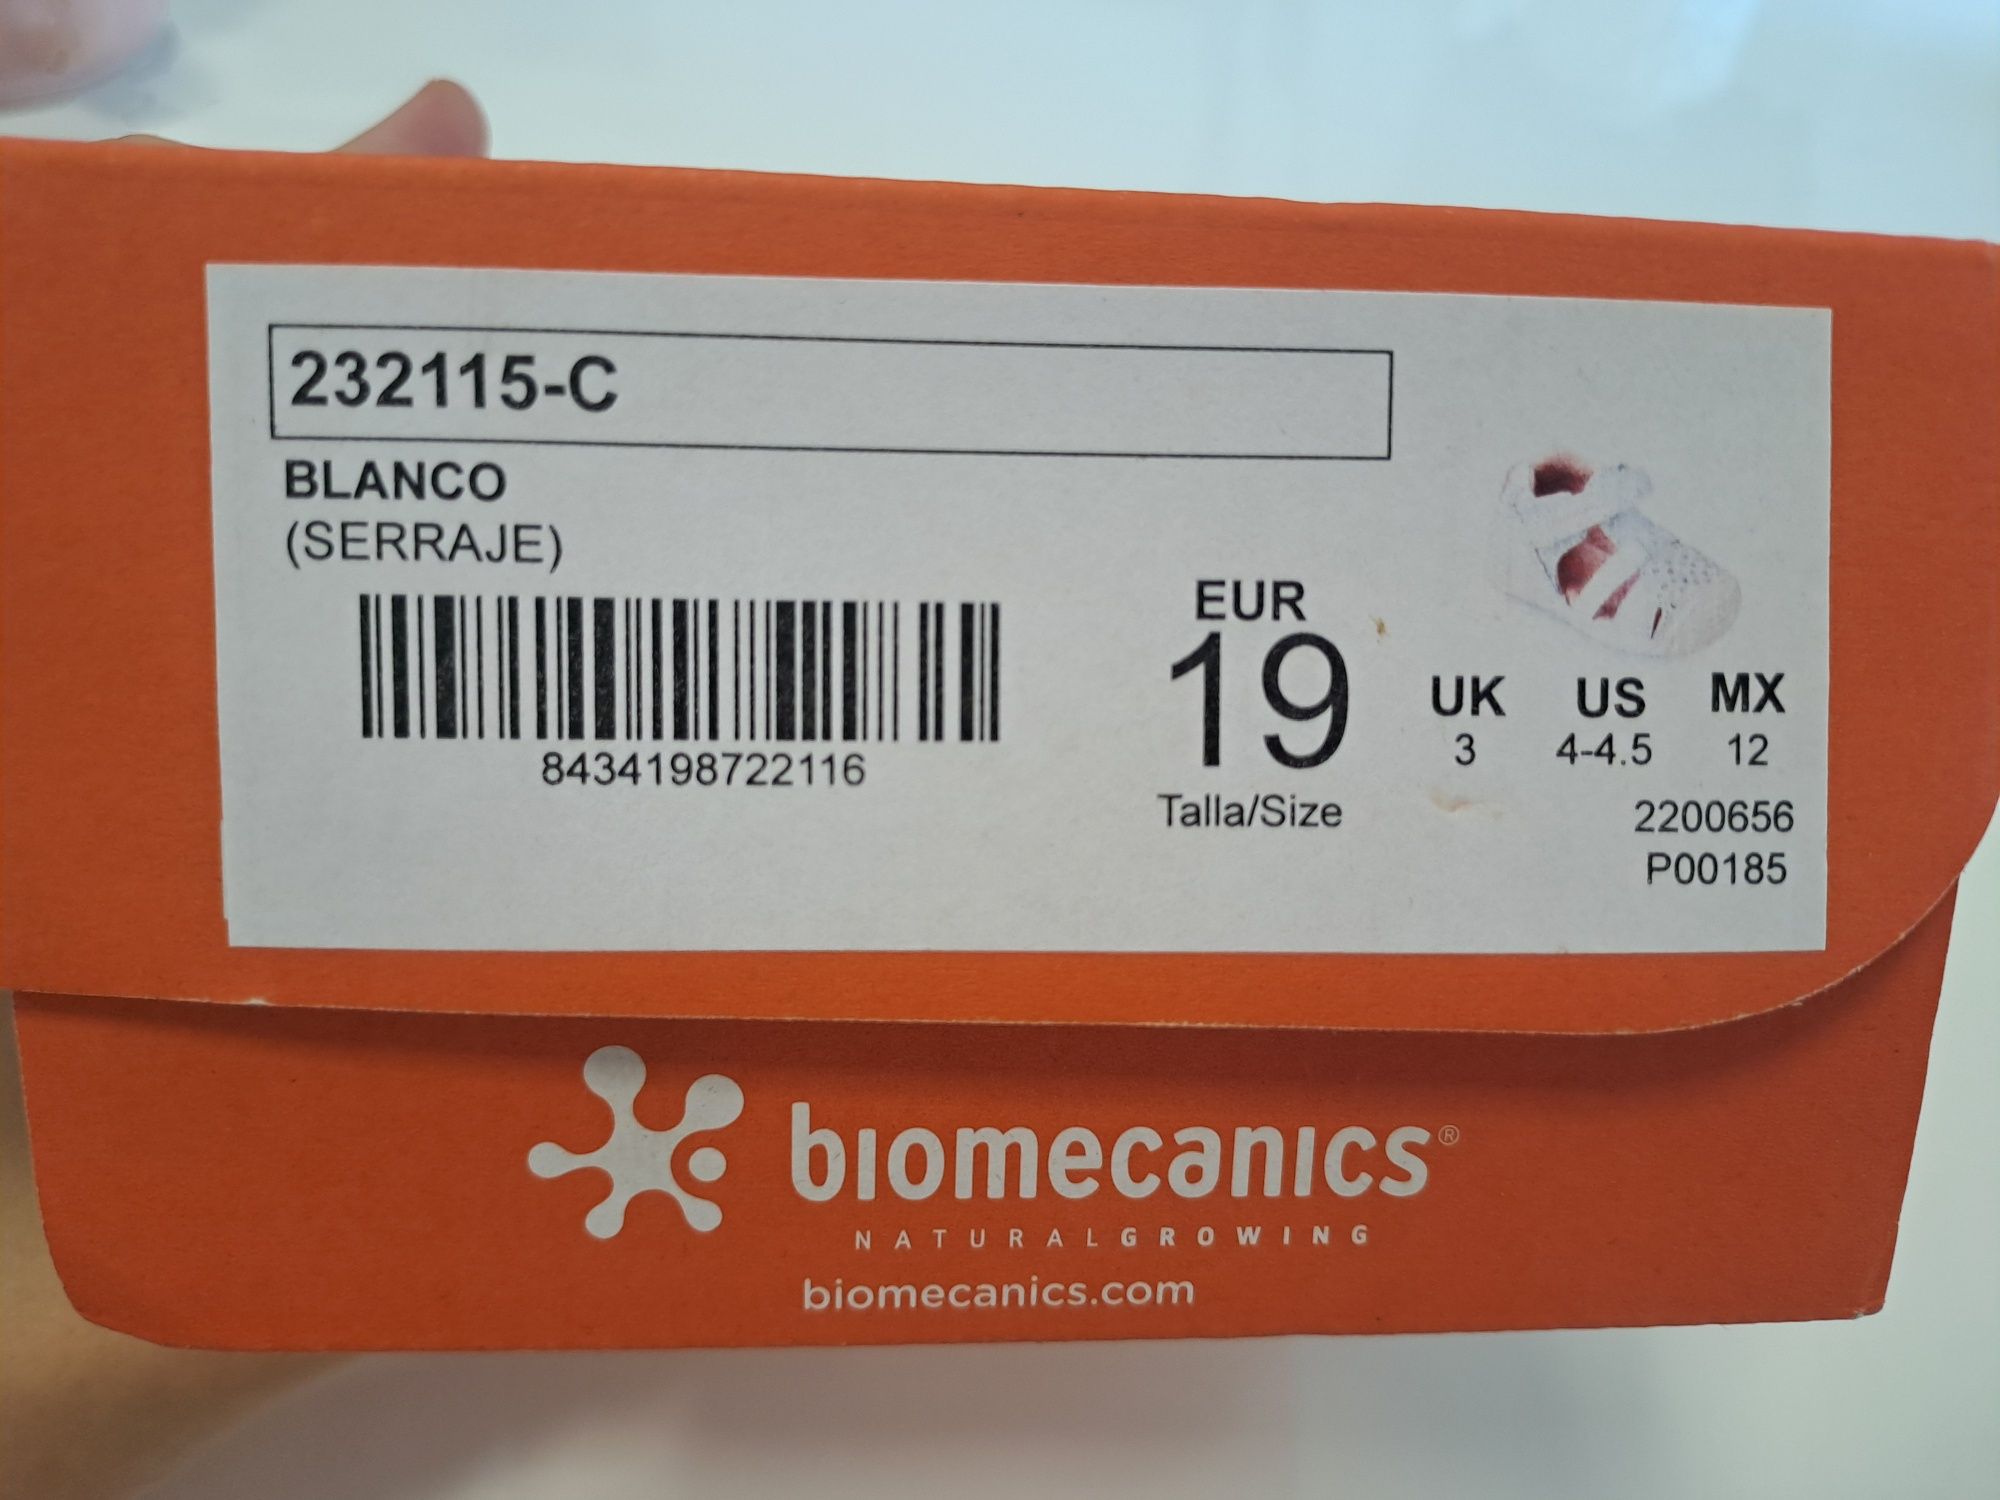 232115-C
BLANCO
(SERRAJE)
8434198722116
EUR
19
Talla/Size
UK US MX
3 4-4.5 12
2200656
P00185
biomecanics®
NATURALGROWING
biomecanics.com